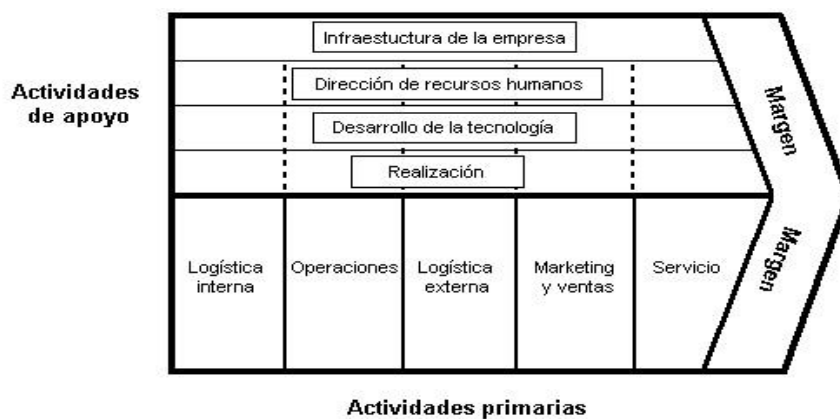 Infraestuctura de la empresa
Dirección de recursos humanos
Desarrollo de la tecnología
Realización
Actividades
de apoyo
Margen
Margen
Logística
interna
Operaciones
Logística
externa
Marketing
y ventas
Servicio
Actividades primarias